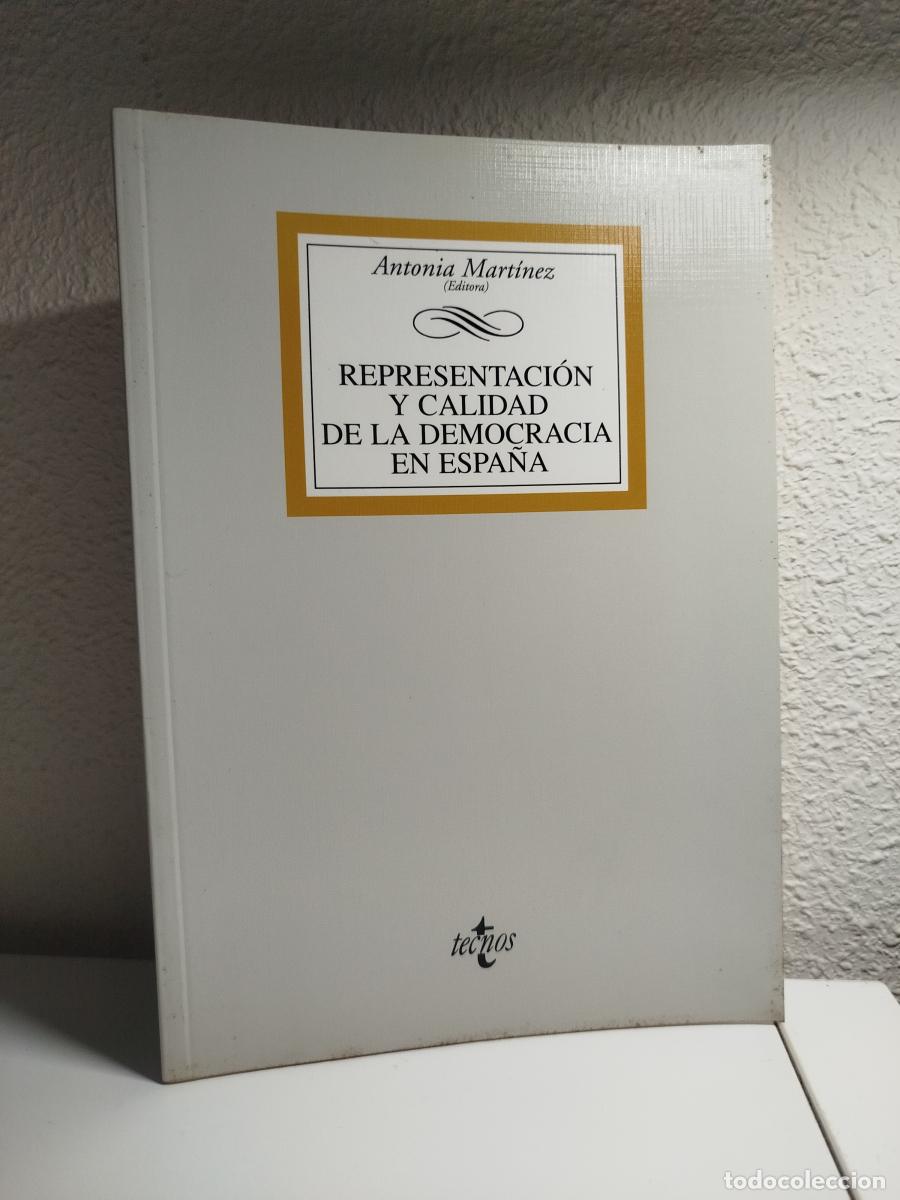 Antonia Martínez
(Editora)
REPRESENTACIÓN
Y CALIDAD
DE LA DEMOCRACIA
EN ESPAÑA
tecnos
todocoleccion